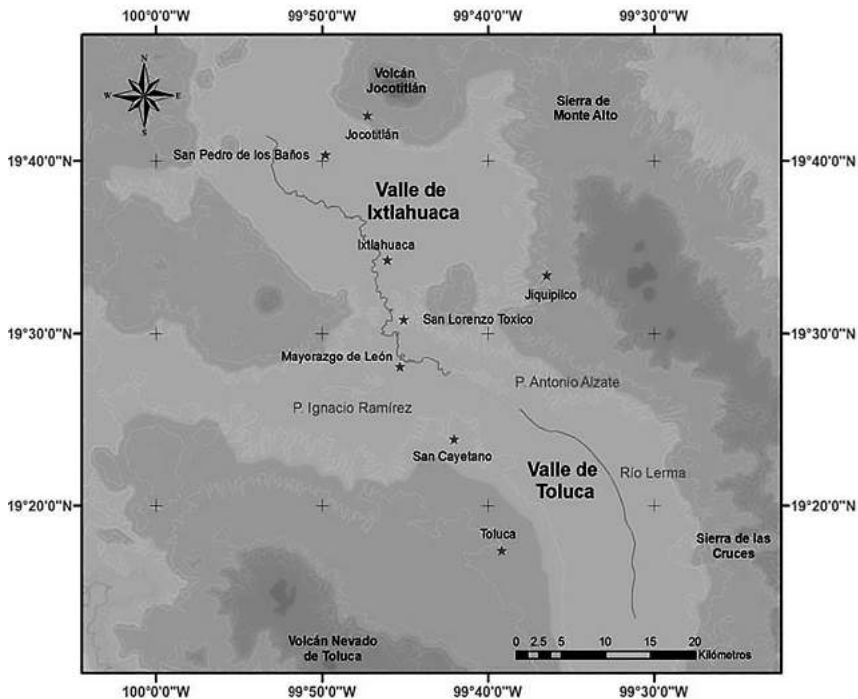 100°0'0"W 99°50'0"W 99°40'0"W 99°30'0"W
N
W E
S
Volcán
Jocotitlán
Sierra de
Monte Alto
Jocotitlán
19°40'0"N San Pedro de los Baños 19°40'0"N
Valle de
Ixtlahuaca
Ixtlahuaca
Jiquipilco
19°30'0"N San Lorenzo Toxico 19°30'0"N
Mayorazgo de León
P. Antonio Alzate
P. Ignacio Ramírez
San Cayetano
Valle de
Toluca
Río Lerma
19°20'0"N 19°20'0"N
Toluca
Sierra de las
Cruces
Volcán Nevado
de Toluca
0 2.5 5 10 15 20
Kilómetros
100°0'0"W 99°50'0"W 99°40'0"W 99°30'0"W